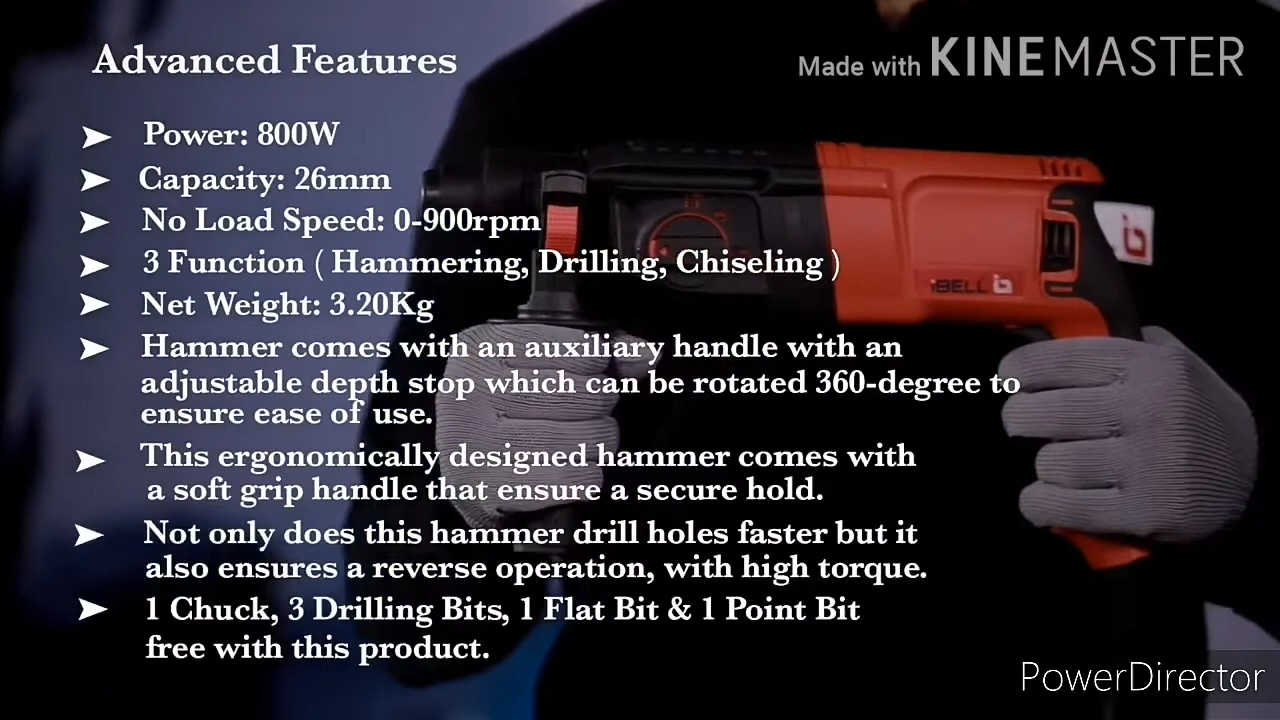 Advanced Features
Made with KINEMASTER
➤ Power: 800W
➤ Capacity: 26mm
➤ No Load Speed: 0-900rpm
➤ 3 Function ( Hammering, Drilling, Chiseling )
➤ Net Weight: 3.20Kg
➤ Hammer comes with an auxiliary handle with an
adjustable depth stop which can be rotated 360-degree to
ensure ease of use.
➤ This ergonomically designed hammer comes with
a soft grip handle that ensure a secure hold.
➤ Not only does this hammer drill holes faster but it
also ensures a reverse operation, with high torque.
➤ 1 Chuck, 3 Drilling Bits, 1 Flat Bit & 1 Point Bit
free with this product.
iBELL b
b
PowerDirector